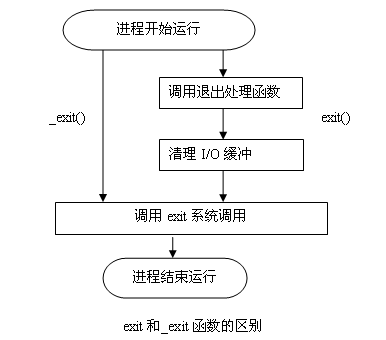 进程开始运行
调用退出处理函数
_exit()
exit()
清理 I/O 缓冲
调用 exit 系统调用
进程结束运行
exit 和_exit 函数的区别